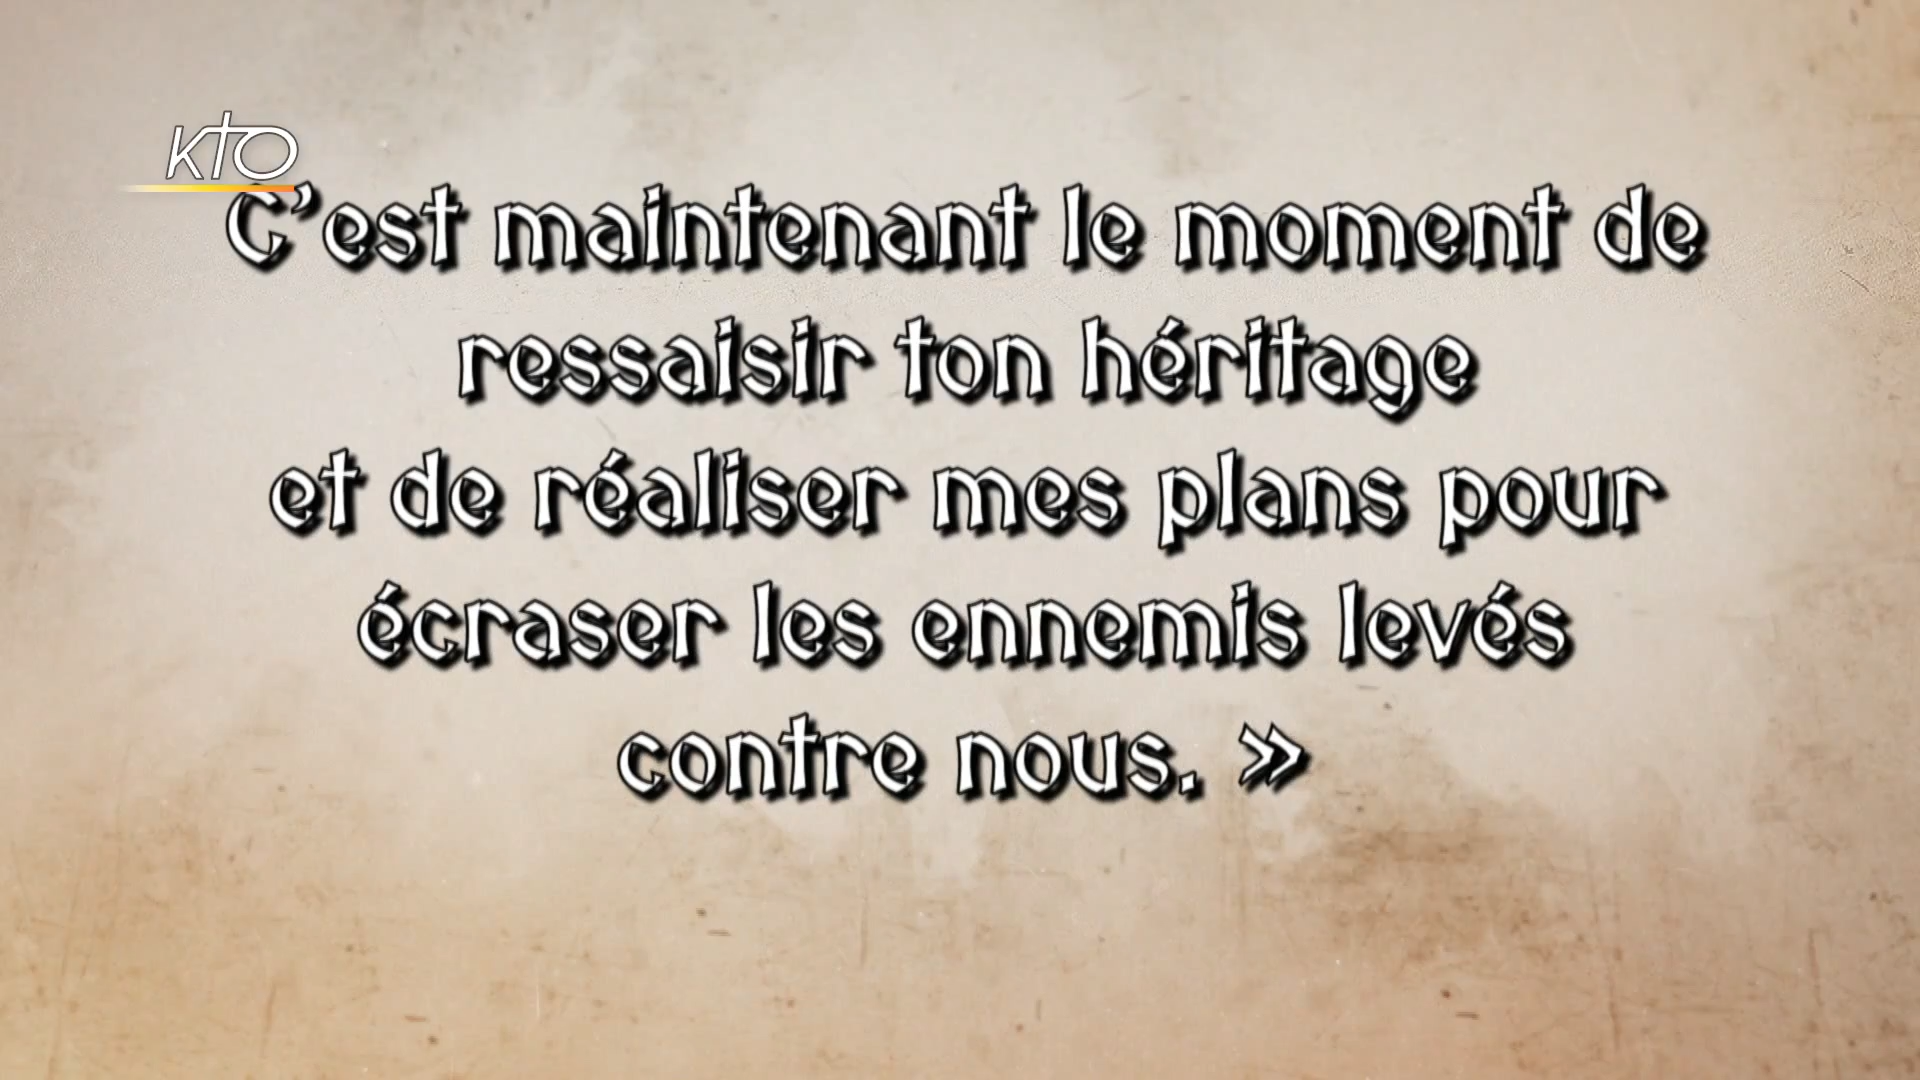 KTO
C’est maintenant le moment de
ressaisir ton héritage
et de réaliser mes plans pour
écraser les ennemis levés
contre nous. »